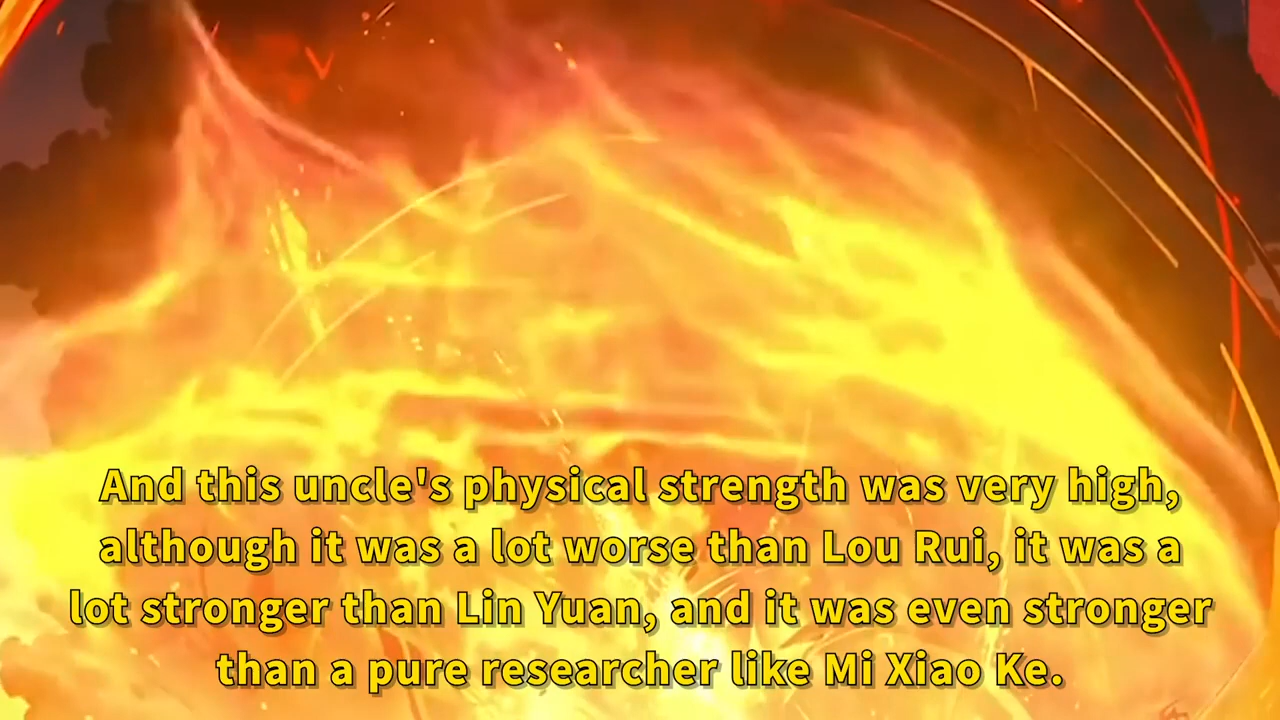 And this uncle's physical strength was very high,
although it was a lot worse than Lou Rui, it was a
lot stronger than Lin Yuan, and it was even stronger
than a pure researcher like Mi Xiao Ke.